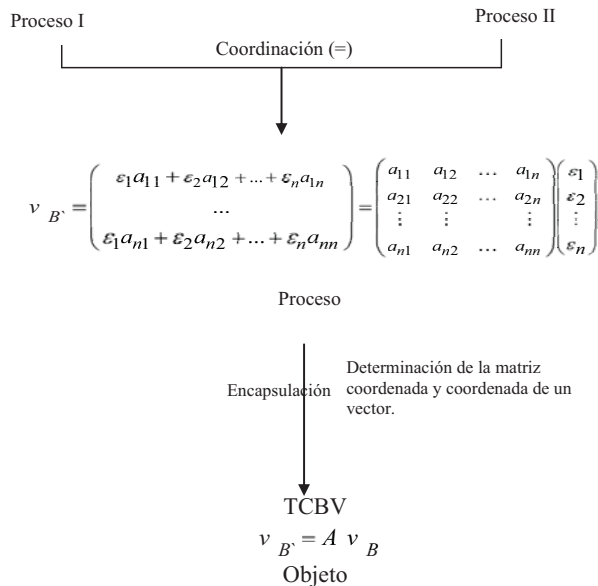 Proceso I
Proceso II
Coordinación (=)
v B` = ( ε1a11 + ε2a12 + ... + εna1n ... ε1an1 + ε2an2 + ... + εnann ) = ( a11 a12 ... a1n a21 a22 ... a2n ⋮ ⋮ ⋮ an1 an2 ... ann ) ( ε1 ε2 ⋮ εn )
Proceso
Encapsulación
Determinación de la matriz
coordenada y coordenada de un
vector.
TCBV
v B` = A v B
Objeto